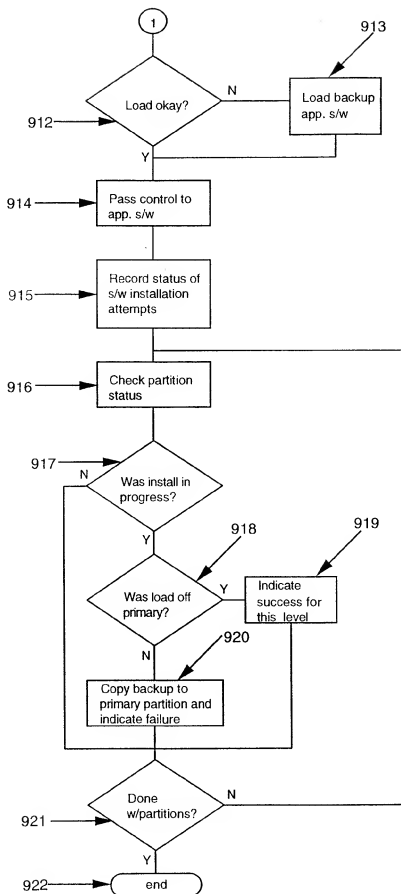 1
913
Load okay?
N
Load backup
app. s/w
912
Y
914
Pass control to
app. s/w
915
Record status of
s/w installation
attempts
916
Check partition
status
917
N
Was install in
progress?
Y
918
919
Was load off
primary?
Y
Indicate
success for
this level
N
920
Copy backup to
primary partition and
indicate failure
Done
w/partitions?
N
921
Y
922
end